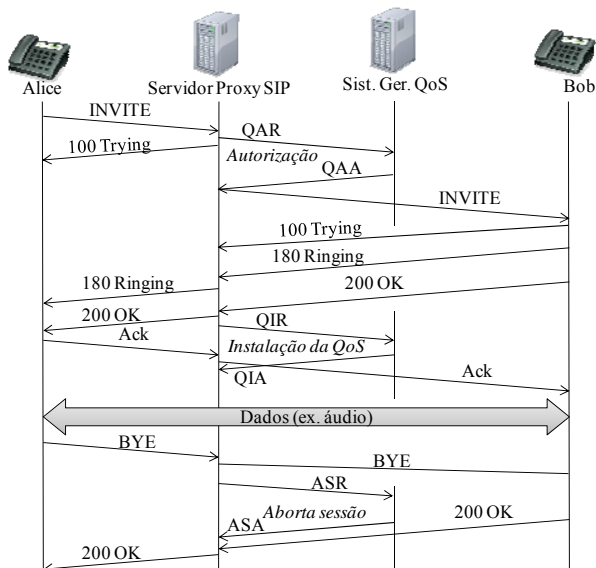 Alice
Servidor Proxy SIP
Sist. Ger. QoS
Bob
INVITE
QAR
100 Trying
Autorização
QAA
INVITE
100 Trying
180 Ringing
180 Ringing
200 OK
200 OK
QIR
Ack
Instalação da QoS
Ack
QIA
Dados (ex. áudio)
BYE
BYE
ASR
Aborta sessão
200 OK
ASA
200 OK